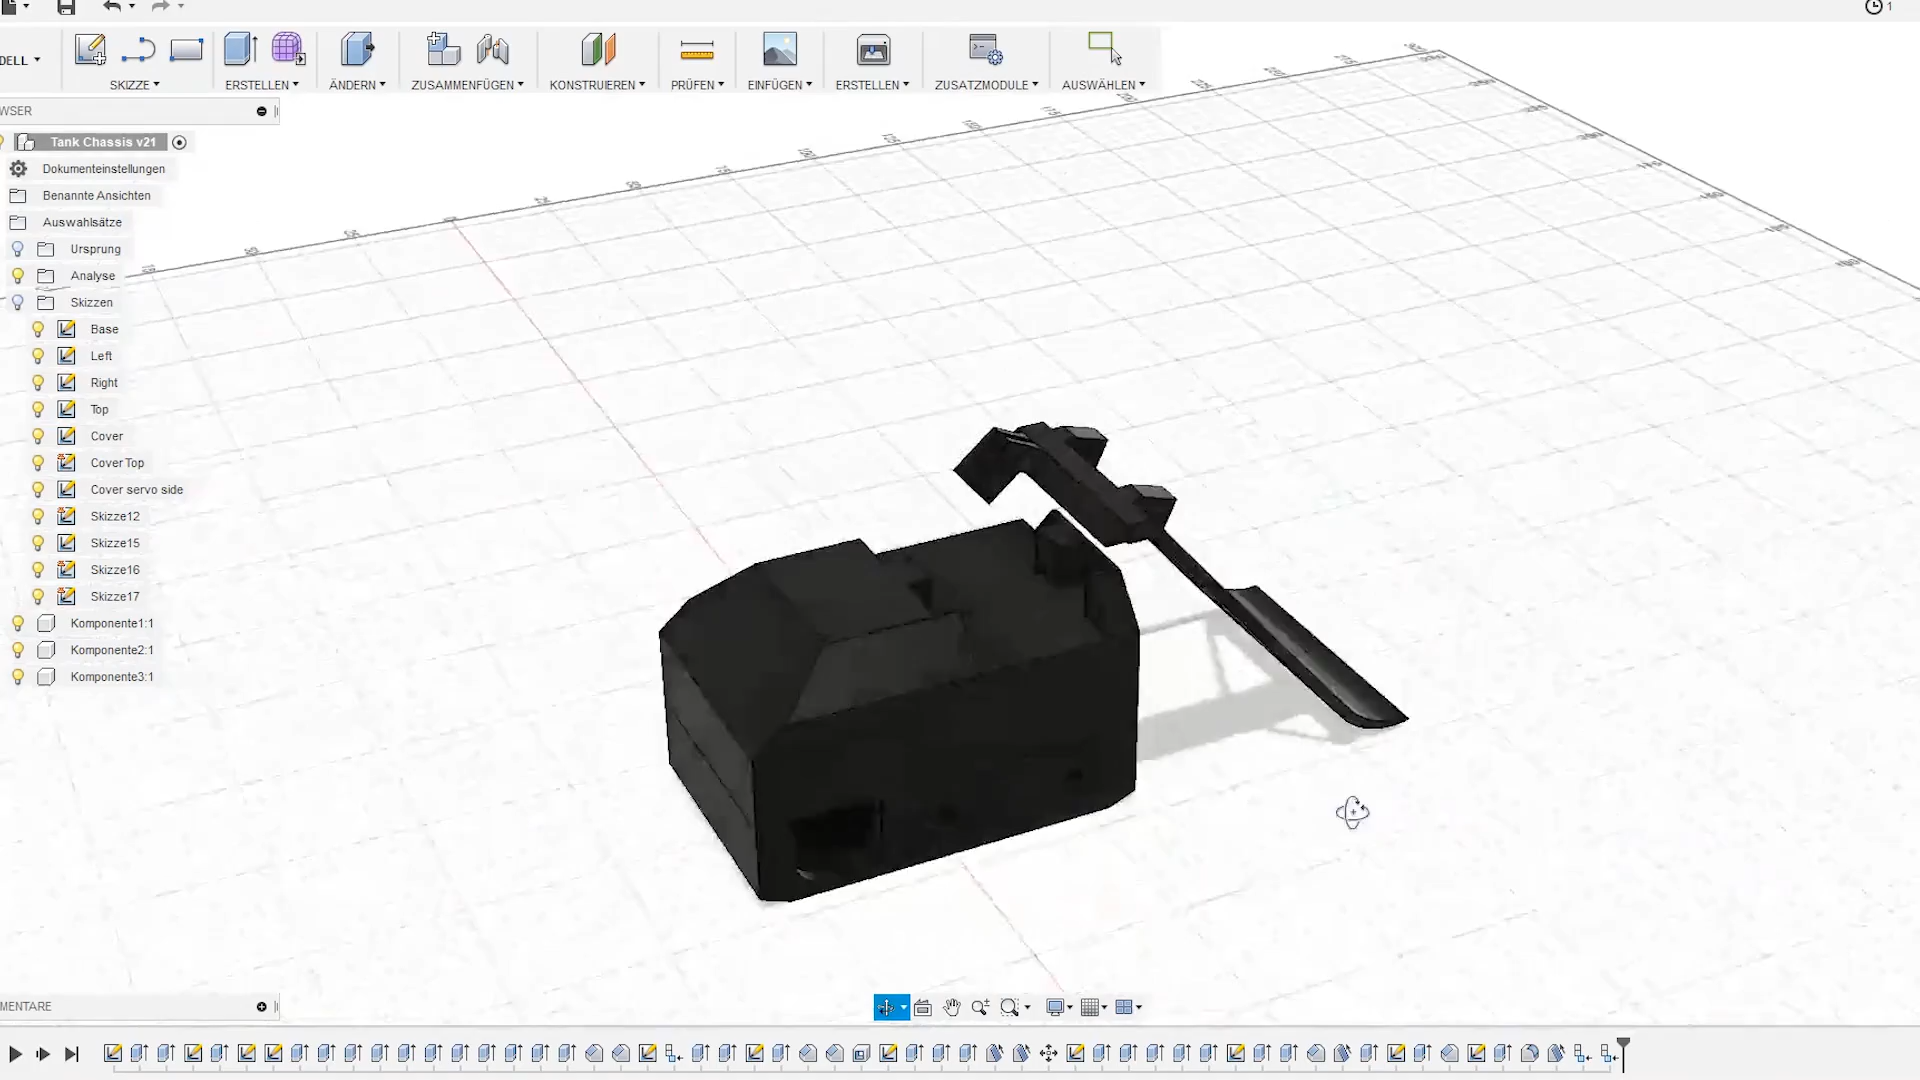 1
DELL
SKIZZE
ERSTELLEN
ÄNDERN
ZUSAMMENFÜGEN
KONSTRUIEREN
PRÜFEN
EINFÜGEN
ERSTELLEN
ZUSATZMODULE
AUSWÄHLEN
WSER
Tank Chassis v21
Dokumenteinstellungen
Benannte Ansichten
Auswahlsätze
Ursprung
Analyse
Skizzen
Base
Left
Right
Top
Cover
Cover Top
Cover servo side
Skizze12
Skizze15
Skizze16
Skizze17
Komponente1:1
Komponente2:1
Komponente3:1
MENTARE